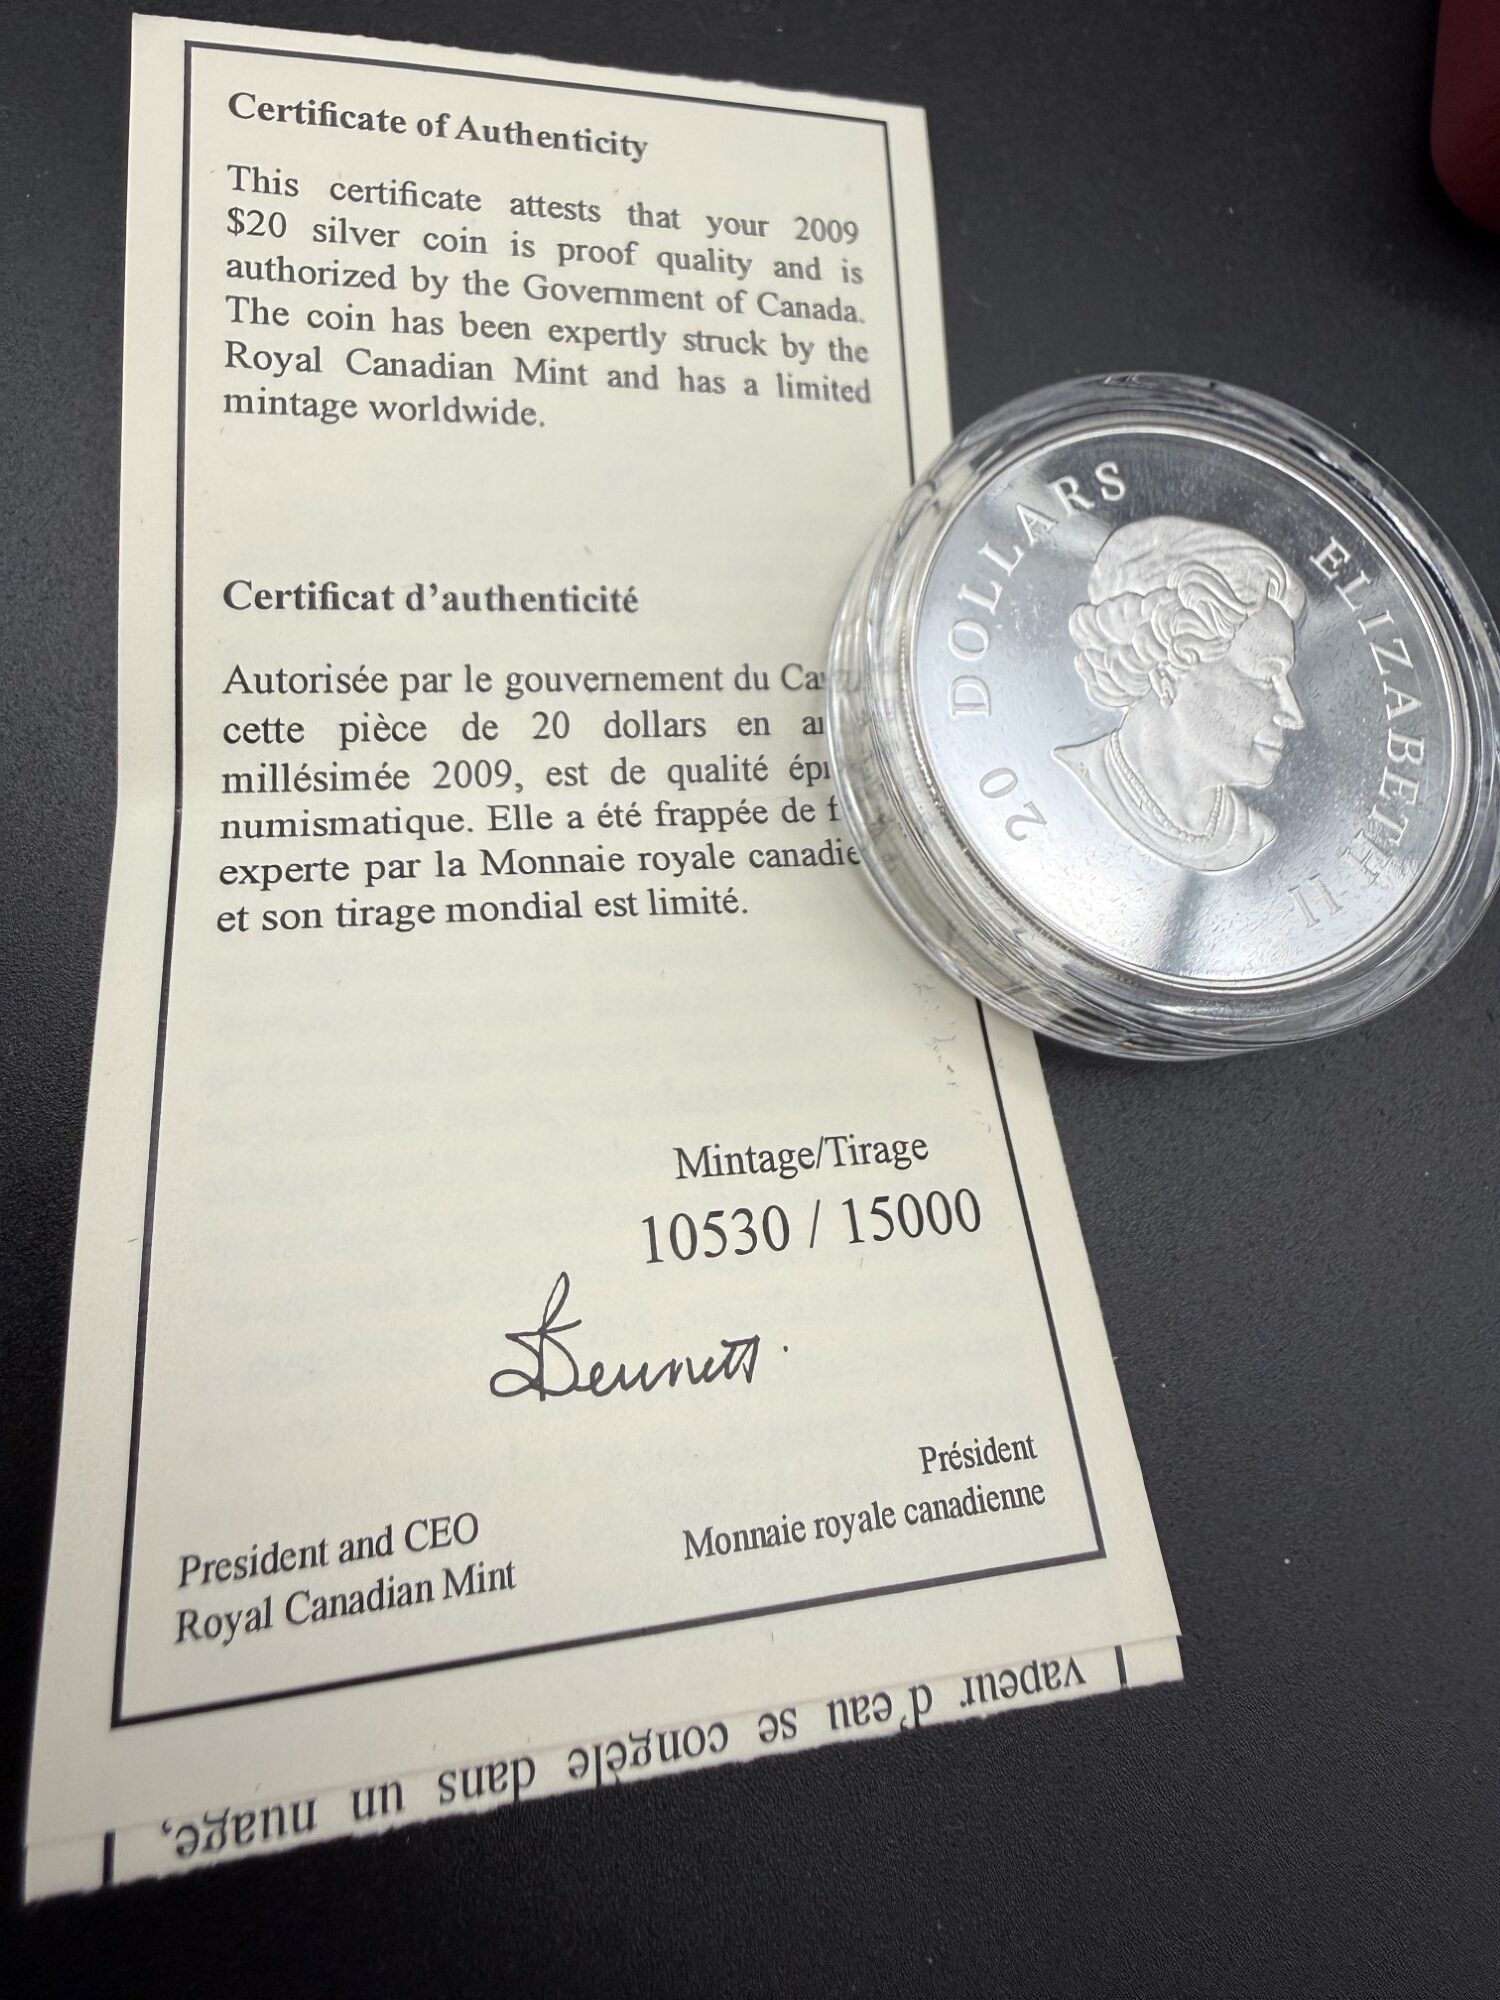 Certificate of Authenticity
This certificate attests that your 2009
$20 silver coin is proof quality and is
authorized by the Government of Canada.
The coin has been expertly struck by the
Royal Canadian Mint and has a limited
mintage worldwide.
Certificat d'authenticité
Autorisée par le gouvernement du
cette pièce de 20 dollars en
millésimée 2009, est de qualité
numismatique. Elle a été frappée de
experte par la Monnaie royale
et son tirage mondial est limité.
Mintage/Tirage
10530 / 15000
Bennett
President and CEO
Royal Canadian Mint
Président
Monnaie royale canadienne
vapeur d'eau se congèle dans un nuage,
20 DOLLARS
ELIZABETH II